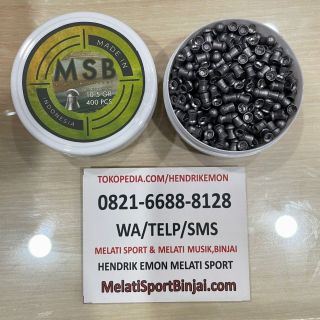 MADE IN
MSB
INDONESIA
10.5 GR
400 PCS
TOKOPEDIA.COM/HENDRIKEMON
0821-6688-8128
WA/TELP/SMS
MELATI SPORT & MELATI MUSIK,BINJAI
HENDRIK EMON MELATI SPORT
MelatiSportBinjai.com